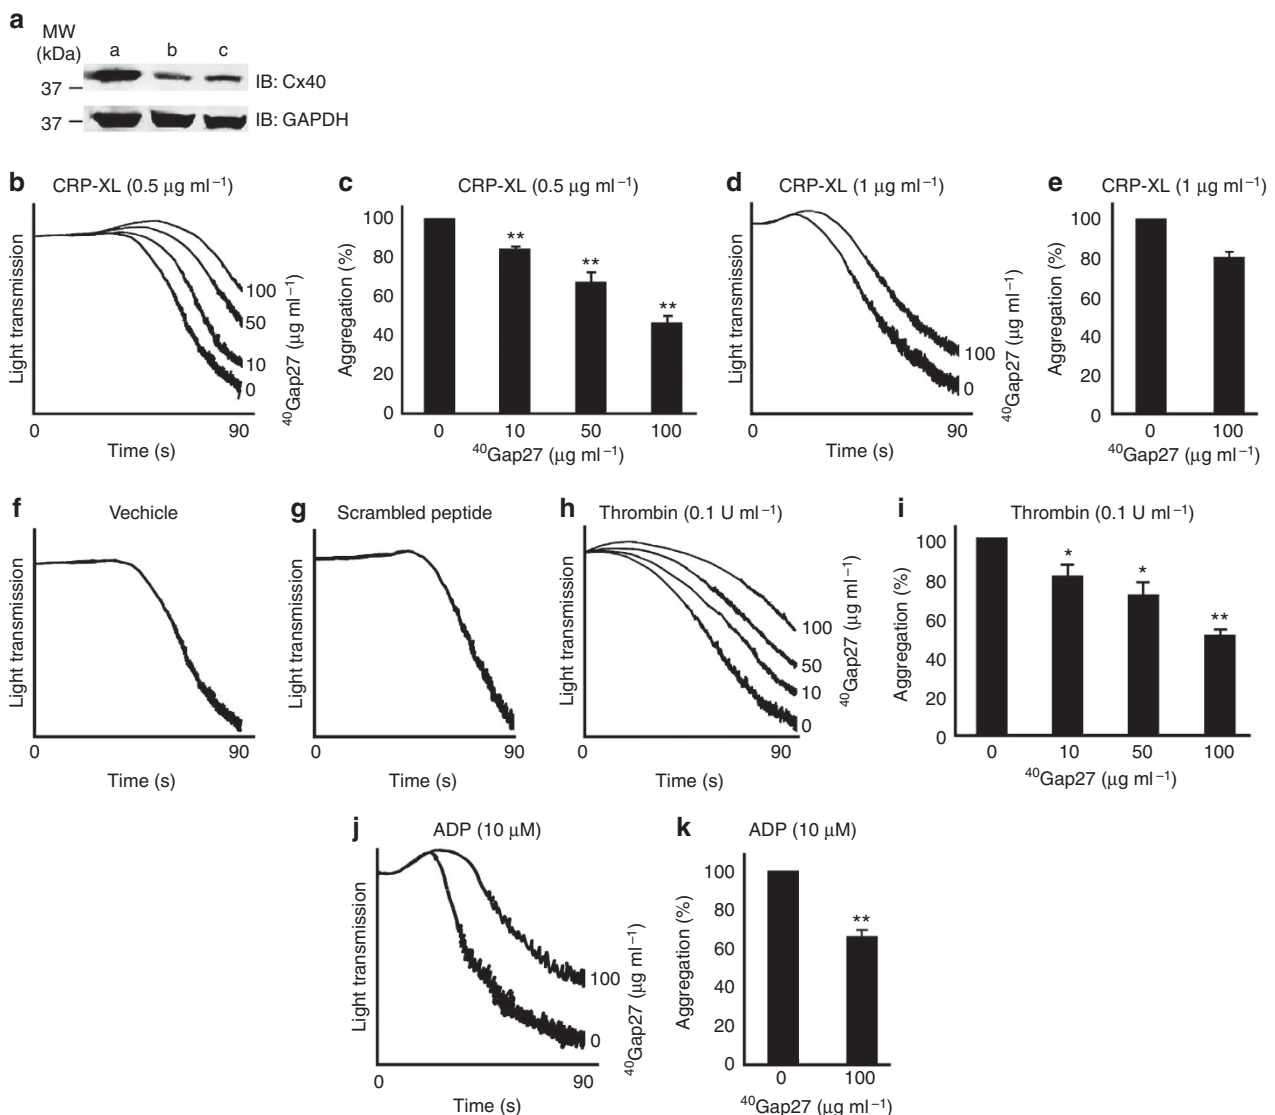 a
MW
(kDa)
a b c
37 IB: Cx40
37 IB: GAPDH
b CRP-XL (0.5 μg ml⁻¹)
Light transmission
100
50
10
0
⁴⁰Gap27 (μg ml⁻¹)
0 90
Time (s)
c CRP-XL (0.5 μg ml⁻¹)
Aggregation (%)
100
80
60
40
20
0
** ** **
0 10 50 100
⁴⁰Gap27 (μg ml⁻¹)
d CRP-XL (1 μg ml⁻¹)
Light transmission
100
0
⁴⁰Gap27 (μg ml⁻¹)
0 90
Time (s)
e CRP-XL (1 μg ml⁻¹)
Aggregation (%)
100
80
60
40
20
0
0 100
⁴⁰Gap27 (μg ml⁻¹)
f Vechicle
Light transmission
0 90
Time (s)
g Scrambled peptide
Light transmission
0 90
Time (s)
h Thrombin (0.1 U ml⁻¹)
Light transmission
100
50
10
0
⁴⁰Gap27 (μg ml⁻¹)
0 90
Time (s)
i Thrombin (0.1 U ml⁻¹)
Aggregation (%)
100
80
60
40
20
0
* * **
0 10 50 100
⁴⁰Gap27 (μg ml⁻¹)
j ADP (10 μM)
Light transmission
100
0
⁴⁰Gap27 (μg ml⁻¹)
0 90
Time (s)
k ADP (10 μM)
Aggregation (%)
100
80
60
40
20
0
**
0 100
⁴⁰Gap27 (μg ml⁻¹)